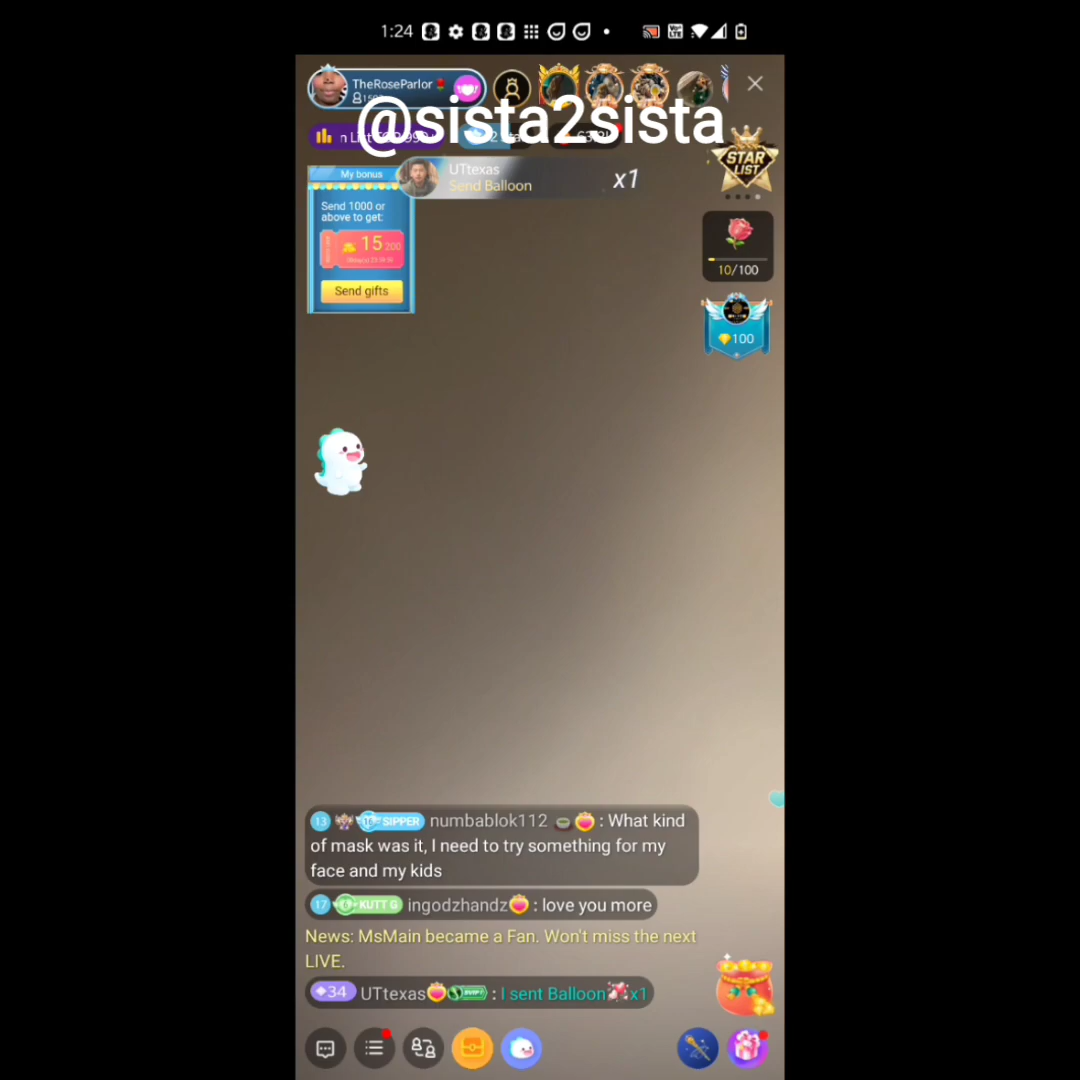 1:24
TheRoseParlor
@sista2sista
STAR
LIST
UTtexas
Send Balloon
x1
My bonus
Send 1000 or
above to get:
15 200
Send gifts
10/100
100
13 SIPPER numbablok112 : What kind
of mask was it, I need to try something for my
face and my kids
17 KUTT G ingodzhandz : love you more
News: MsMain became a Fan. Won't miss the next
LIVE.
34 UTtexas : I sent Balloon x1